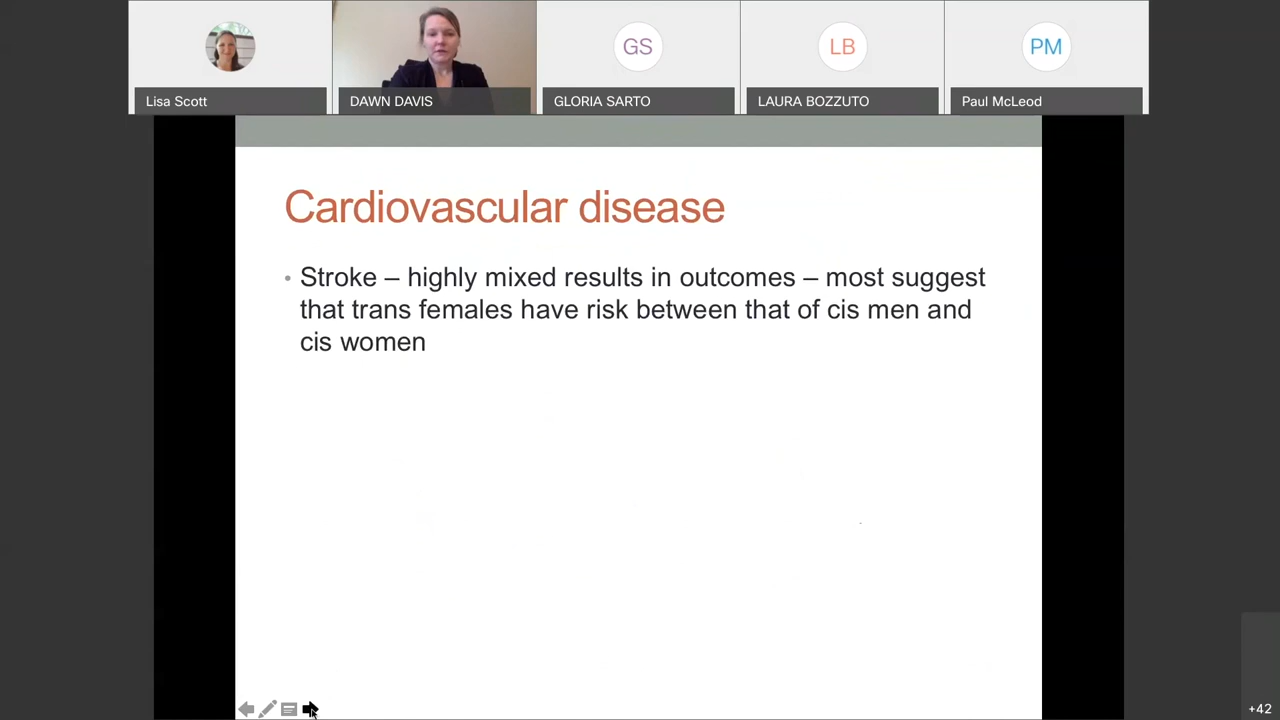 GS
LB
PM
Lisa Scott
DAWN DAVIS
GLORIA SARTO
LAURA BOZZUTO
Paul McLeod
Cardiovascular disease
• Stroke – highly mixed results in outcomes – most suggest
that trans females have risk between that of cis men and
cis women
+42